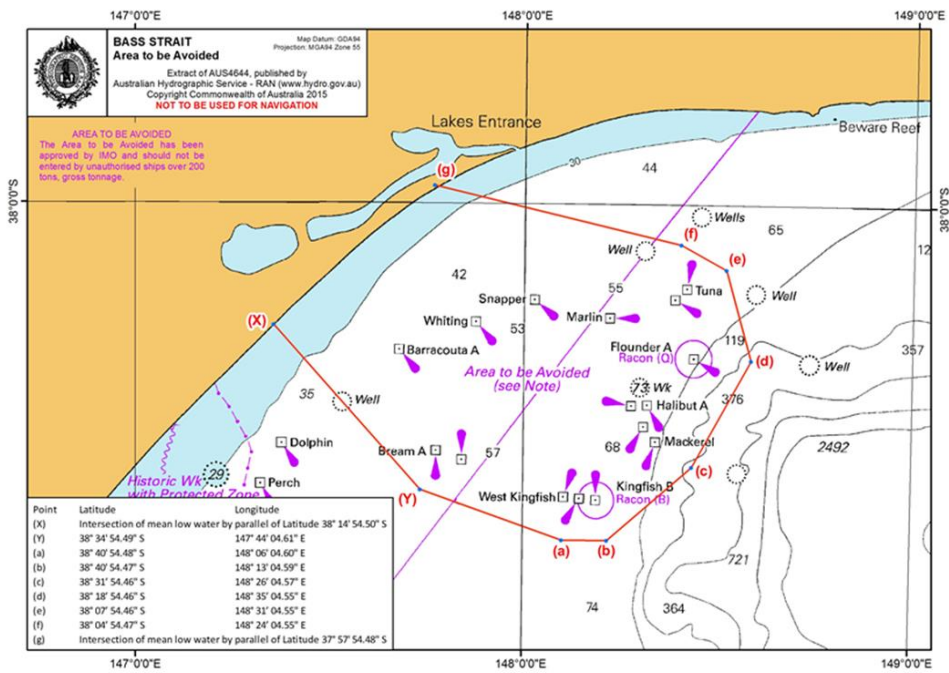 147°0'0"E
148°0'0"E
149°0'0"E
BASS STRAIT
Area to be Avoided
Map Datum: GDA94
Projection: MGA94 Zone 55
Extract of AUS4644, published by
Australian Hydrographic Service - RAN (www.hydro.gov.au)
Copyright Commonwealth of Australia 2015
NOT TO BE USED FOR NAVIGATION
AREA TO BE AVOIDED
The Area to be Avoided has been
approved by IMO and should not be
entered by unauthorised ships over 200
tons, gross tonnage.
Lakes Entrance
Beware Reef
30
44
(g)
38°0'0"S
38°0'0"S
Wells
65
(f)
12
Well
(e)
42
55
Tuna
Well
Snapper
Marlin
(X)
Whiting
53
119
Flounder A
Racon (Q)
357
Barracouta A
(d)
Well
Area to be Avoided
(see Note)
73 Wk
35
Well
376
Halibut A
Dolphin
Bream A
57
68
Mackerel
2492
29
(c)
Historic Wk
with Protected Zone
Perch
(Y)
West Kingfish
Kingfish B
Racon (B)
(a)
(b)
721
74
364
Point Latitude Longitude
(X) Intersection of mean low water by parallel of Latitude 38° 14' 54.50" S
(Y) 38° 34' 54.49" S 147° 44' 04.61" E
(a) 38° 40' 54.48" S 148° 06' 04.60" E
(b) 38° 40' 54.47" S 148° 13' 04.59" E
(c) 38° 31' 54.46" S 148° 26' 04.57" E
(d) 38° 18' 54.46" S 148° 35' 04.55" E
(e) 38° 07' 54.46" S 148° 31' 04.55" E
(f) 38° 04' 54.47" S 148° 24' 04.55" E
(g) Intersection of mean low water by parallel of Latitude 37° 57' 54.48" S
147°0'0"E
148°0'0"E
149°0'0"E